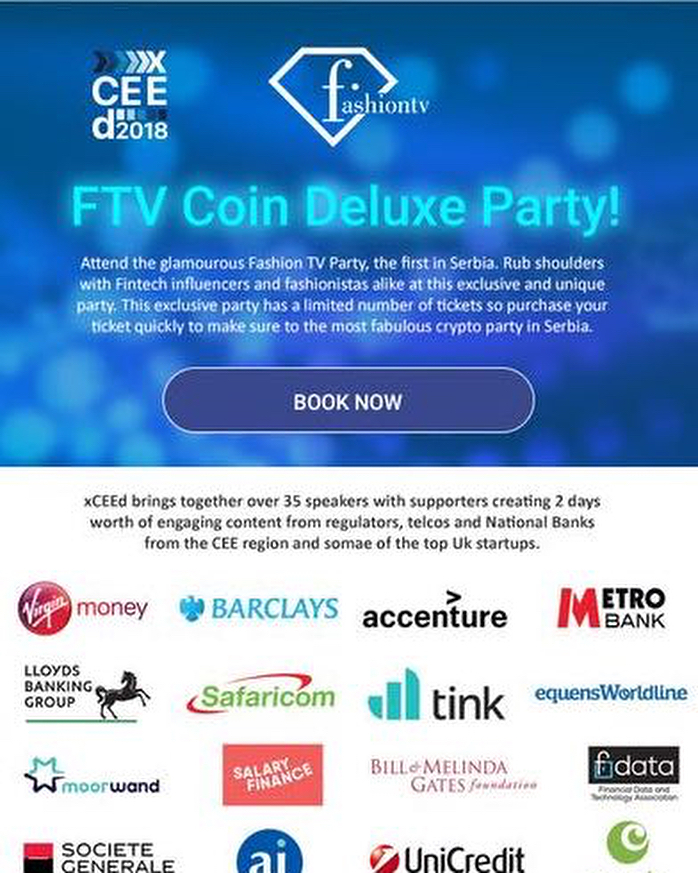 xCEEd2018
fashiontv
FTV Coin Deluxe Party!
Attend the glamourous Fashion TV Party, the first in Serbia. Rub shoulders
with Fintech influencers and fashionistas alike at this exclusive and unique
party. This exclusive party has a limited number of tickets so purchase your
ticket quickly to make sure to the most fabulous crypto party in Serbia.
BOOK NOW
xCEEd brings together over 35 speakers with supporters creating 2 days
worth of engaging content from regulators, telcos and National Banks
from the CEE region and somae of the top Uk startups.
Virgin money
BARCLAYS
accenture
METRO
BANK
LLOYDS
BANKING
GROUP
Safaricom
tink
equensWorldline
moorwand
SALARY
FINANCE
BILL & MELINDA
GATES foundation
fdata
Financial Data and
Technology Association
SOCIETE
GENERALE
ai
UniCredit